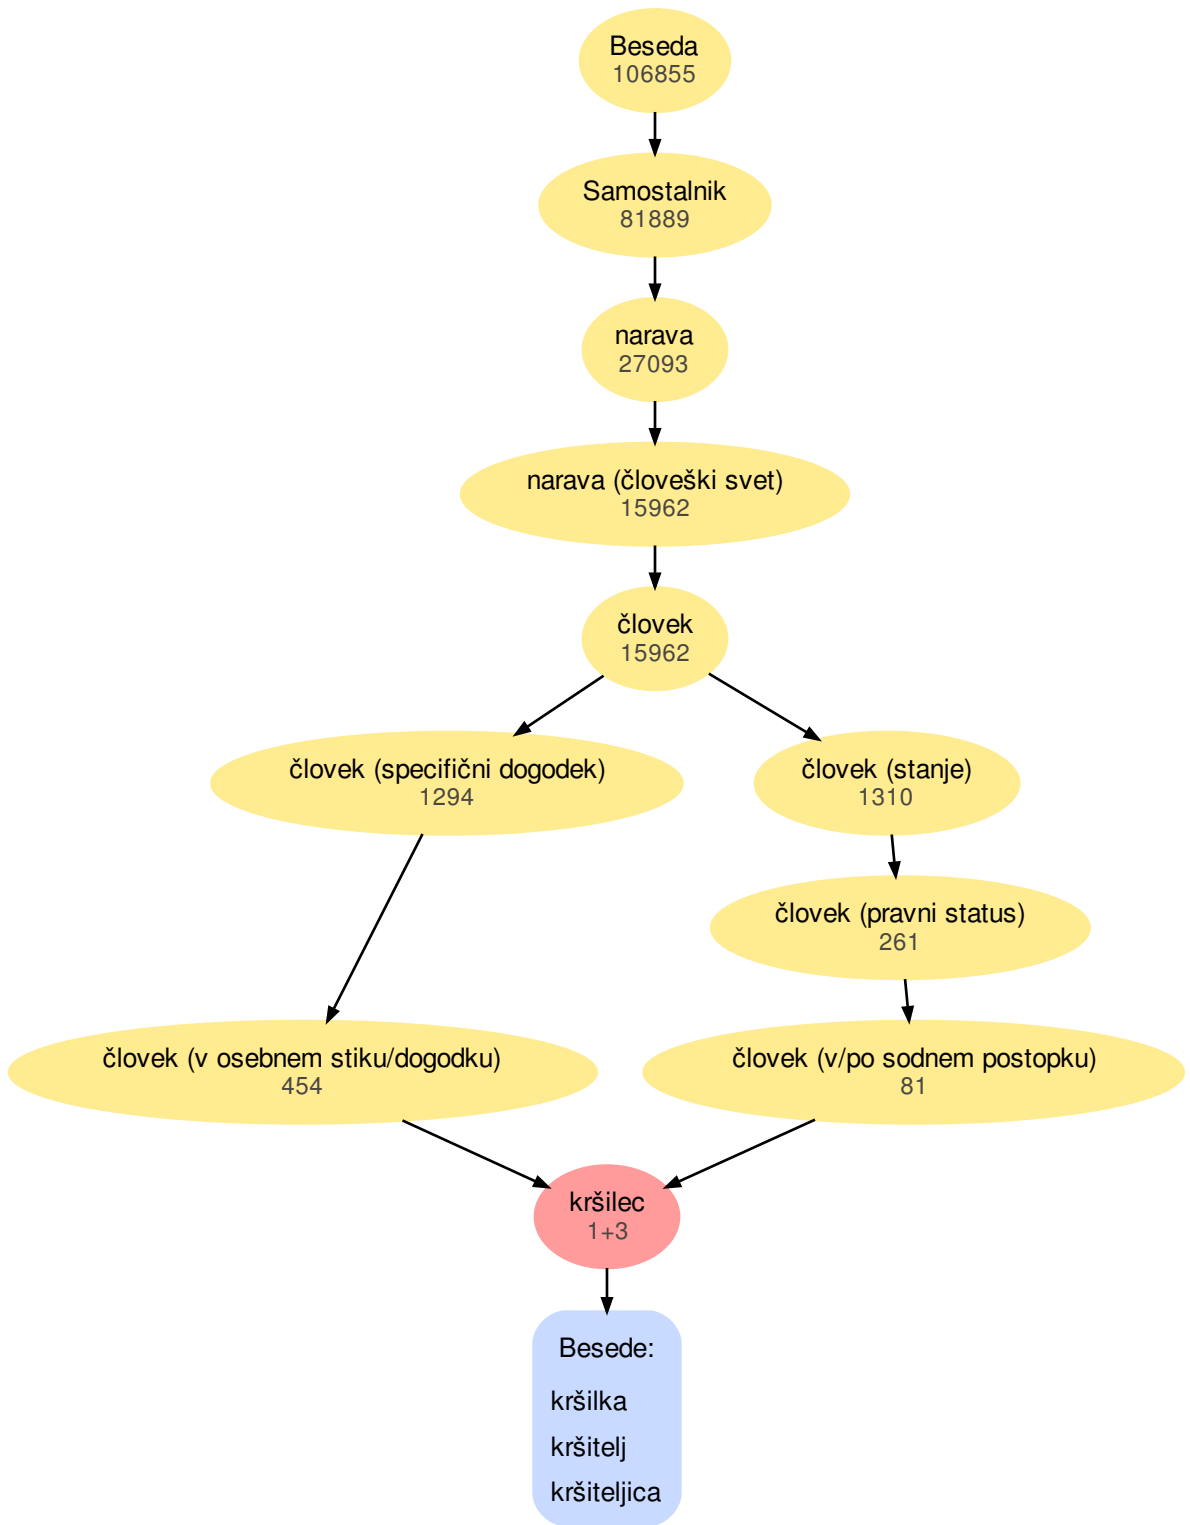 Beseda
106855
Samostalnik
81889
narava
27093
narava (človeški svet)
15962
človek
15962
človek (specifični dogodek)
1294
človek (stanje)
1310
človek (pravni status)
261
človek (v osebnem stiku/dogodku)
454
človek (v/po sodnem postopku)
81
kršilec
1+3
Besede:
kršilka
kršitelj
kršiteljica